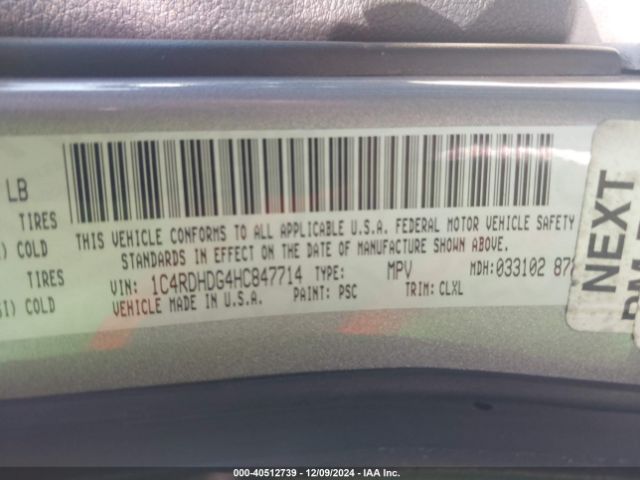 LB
TIRES
COLD
TIRES
SI) COLD
THIS VEHICLE CONFORMS TO ALL APPLICABLE U.S.A. FEDERAL MOTOR VEHICLE SAFETY
STANDARDS IN EFFECT ON THE DATE OF MANUFACTURE SHOWN ABOVE.
VIN: 1C4RDHDG4HC847714 TYPE: MPV MDH:033102 87
VEHICLE MADE IN U.S.A. PAINT: PSC TRIM: CLXL
NEXT
000-40512739 - 12/09/2024 - IAA Inc.